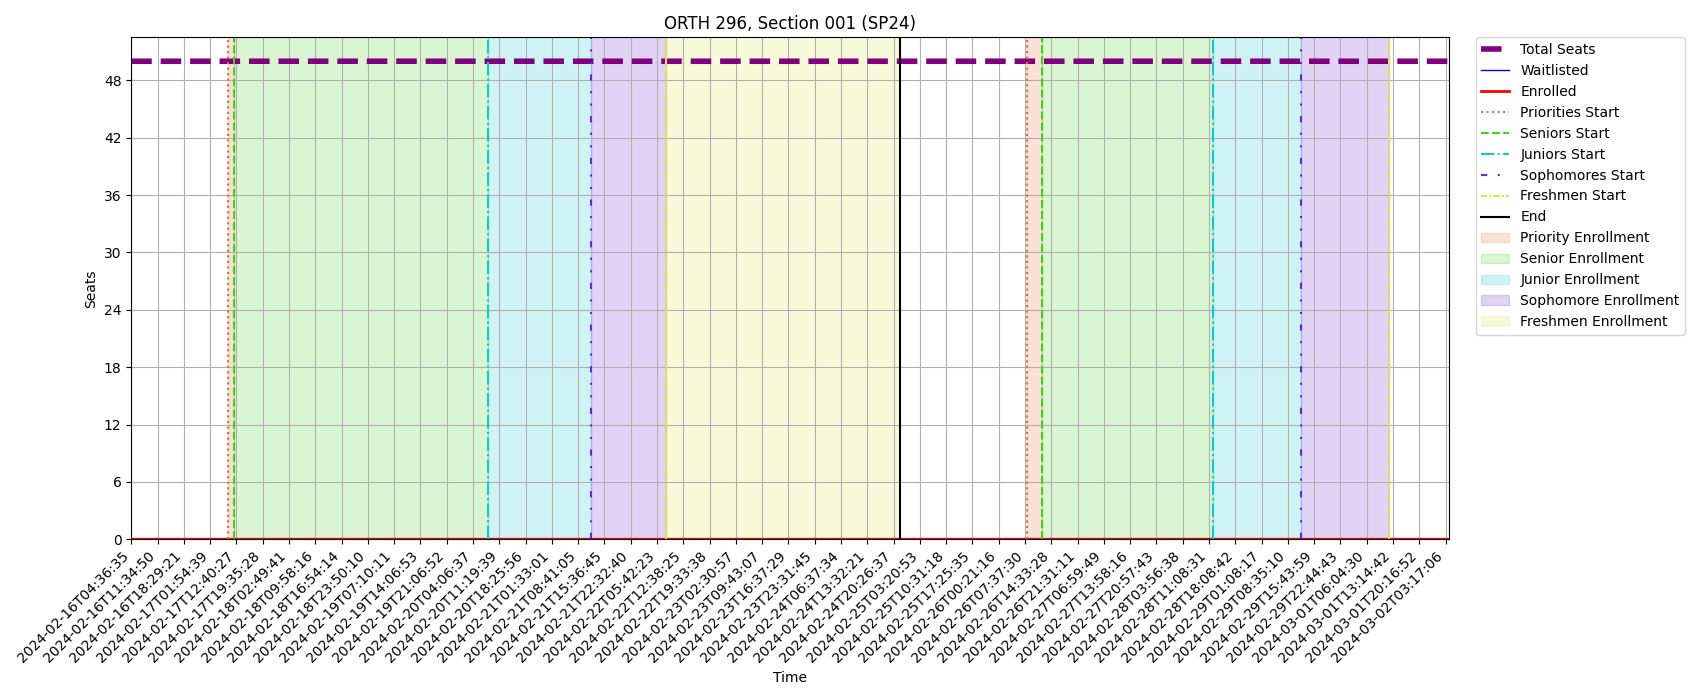 ORTH 296, Section 001 (SP24)
Seats
48
42
36
30
24
18
12
6
0
2024-02-16T04:36:35
2024-02-16T11:34:50
2024-02-16T18:29:21
2024-02-17T01:54:39
2024-02-17T12:40:27
2024-02-17T19:35:28
2024-02-18T02:49:41
2024-02-18T09:58:16
2024-02-18T16:54:14
2024-02-18T23:50:10
2024-02-19T07:10:11
2024-02-19T14:06:53
2024-02-19T21:06:52
2024-02-20T04:06:37
2024-02-20T11:19:39
2024-02-20T18:25:56
2024-02-21T01:33:01
2024-02-21T08:41:05
2024-02-21T15:36:45
2024-02-21T22:32:40
2024-02-22T05:42:23
2024-02-22T12:38:25
2024-02-22T19:33:38
2024-02-23T02:30:57
2024-02-23T09:43:07
2024-02-23T16:37:29
2024-02-23T23:31:45
2024-02-24T06:37:34
2024-02-24T13:32:21
2024-02-24T20:26:37
2024-02-25T03:20:53
2024-02-25T10:31:18
2024-02-25T17:25:35
2024-02-26T00:21:16
2024-02-26T07:37:30
2024-02-26T14:33:28
2024-02-26T21:31:11
2024-02-27T06:59:49
2024-02-27T13:58:16
2024-02-27T20:57:43
2024-02-28T03:56:38
2024-02-28T11:08:31
2024-02-28T18:08:42
2024-02-29T01:08:17
2024-02-29T08:35:10
2024-02-29T15:43:59
2024-02-29T22:44:43
2024-03-01T06:04:30
2024-03-01T13:14:42
2024-03-01T20:16:52
2024-03-02T03:17:06
Time
Total Seats
Waitlisted
Enrolled
Priorities Start
Seniors Start
Juniors Start
Sophomores Start
Freshmen Start
End
Priority Enrollment
Senior Enrollment
Junior Enrollment
Sophomore Enrollment
Freshmen Enrollment